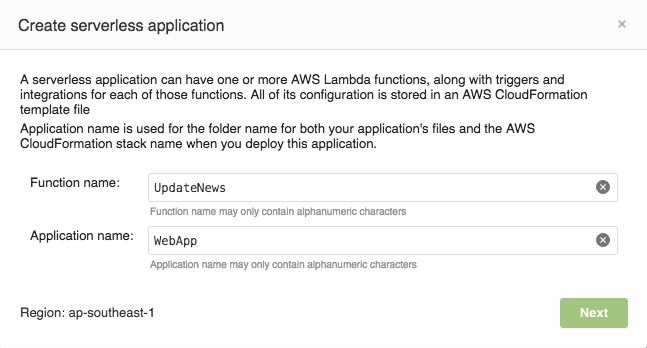 Create serverless application
×
A serverless application can have one or more AWS Lambda functions, along with triggers and
integrations for each of those functions. All of its configuration is stored in an AWS CloudFormation
template file
Application name is used for the folder name for both your application's files and the AWS
CloudFormation stack name when you deploy this application.
Function name:
UpdateNews
Function name may only contain alphanumeric characters
Application name:
WebApp
Application name may only contain alphanumeric characters
Region: ap-southeast-1
Next